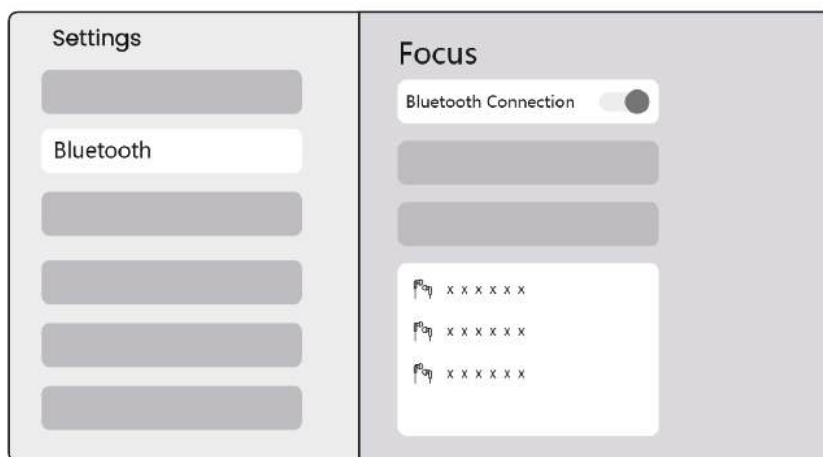 Settings
Bluetooth
Focus
Bluetooth Connection
x x x x x x
x x x x x x
x x x x x x